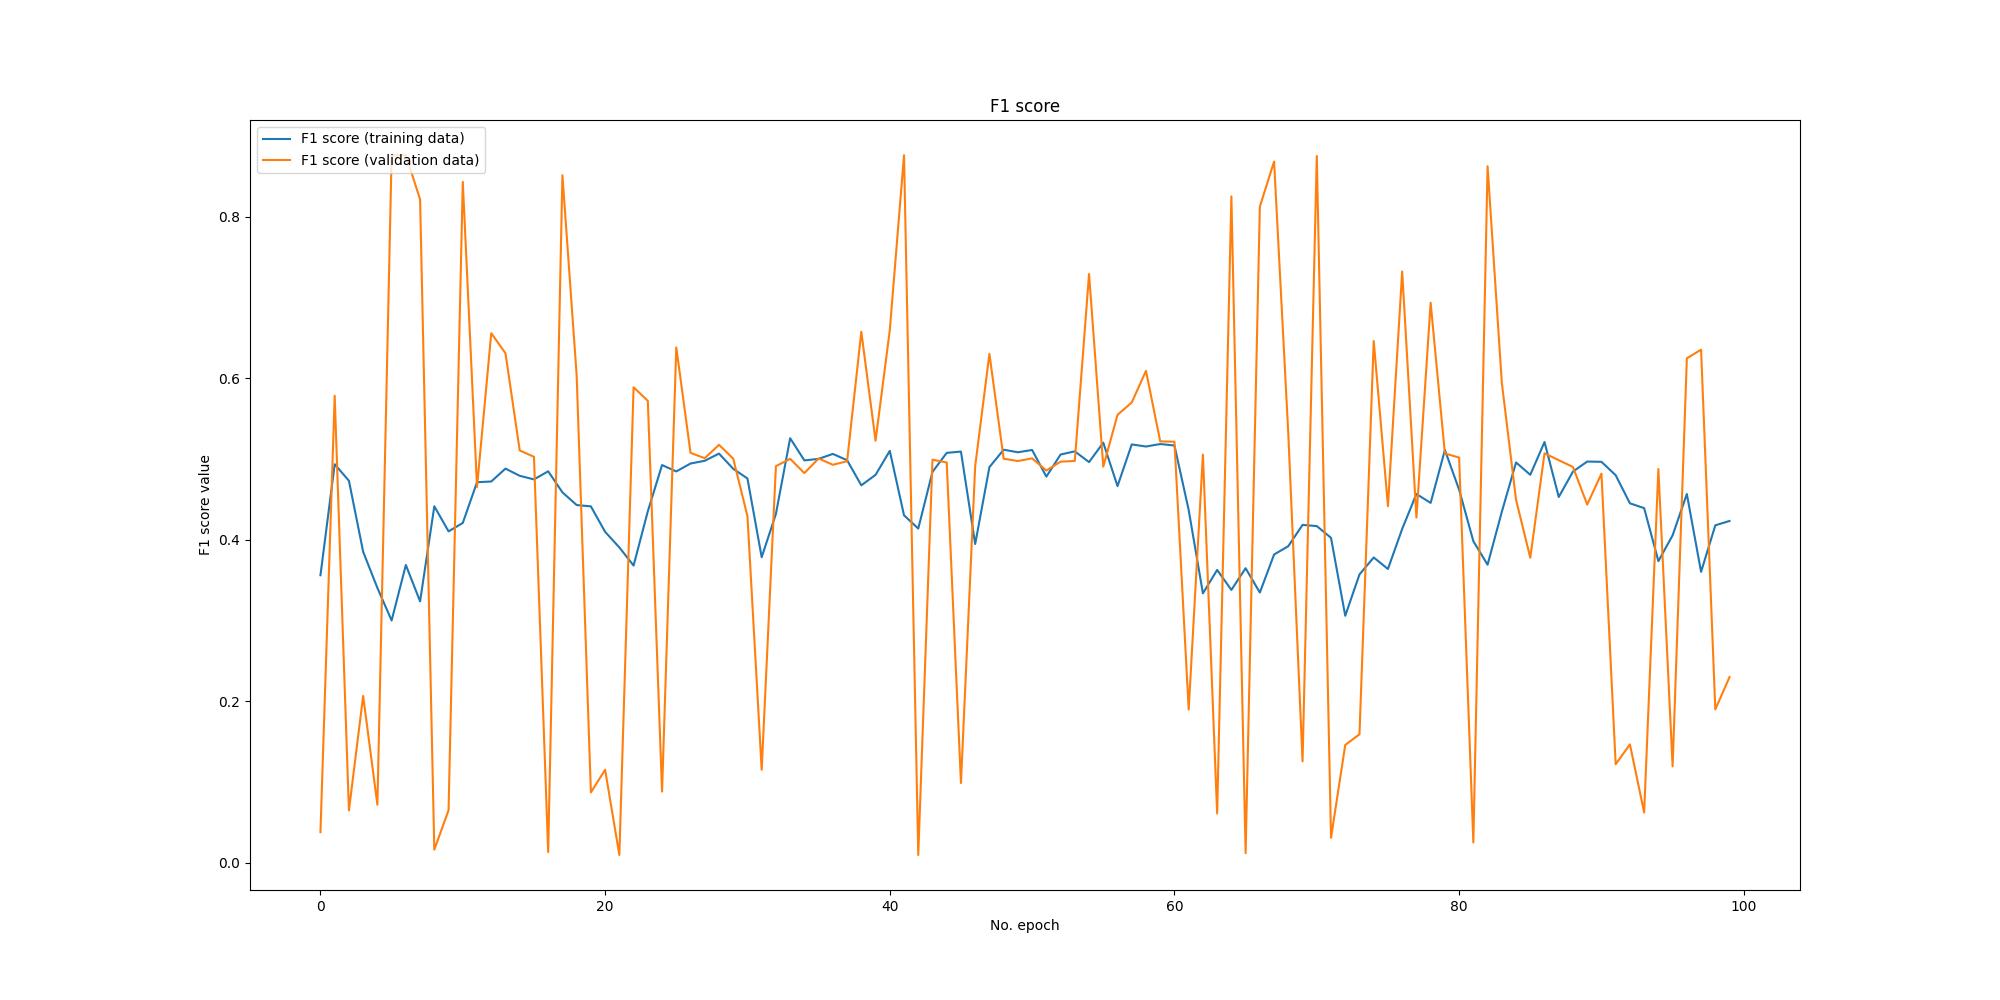 F1 score
F1 score (training data)
F1 score (validation data)
F1 score value
0.8
0.6
0.4
0.2
0.0
0 20 40 60 80 100
No. epoch